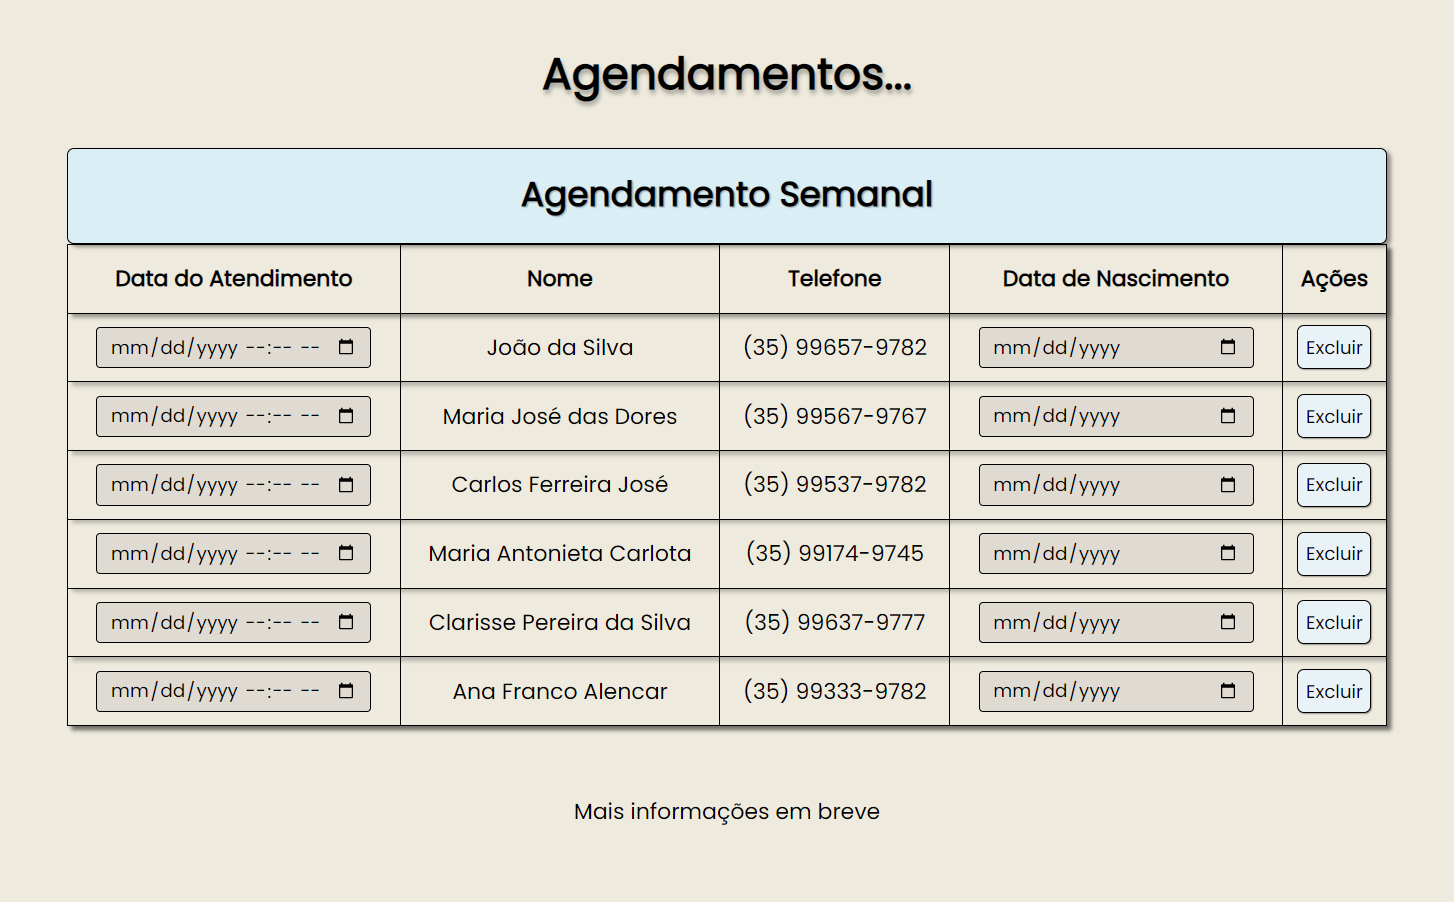 Agendamentos...
Agendamento Semanal
Data do Atendimento Nome Telefone Data de Nascimento Ações
mm/dd/yyyy --:-- -- João da Silva (35) 99657-9782 mm/dd/yyyy Excluir
mm/dd/yyyy --:-- -- Maria José das Dores (35) 99567-9767 mm/dd/yyyy Excluir
mm/dd/yyyy --:-- -- Carlos Ferreira José (35) 99537-9782 mm/dd/yyyy Excluir
mm/dd/yyyy --:-- -- Maria Antonieta Carlota (35) 99174-9745 mm/dd/yyyy Excluir
mm/dd/yyyy --:-- -- Clarisse Pereira da Silva (35) 99637-9777 mm/dd/yyyy Excluir
mm/dd/yyyy --:-- -- Ana Franco Alencar (35) 99333-9782 mm/dd/yyyy Excluir
Mais informações em breve